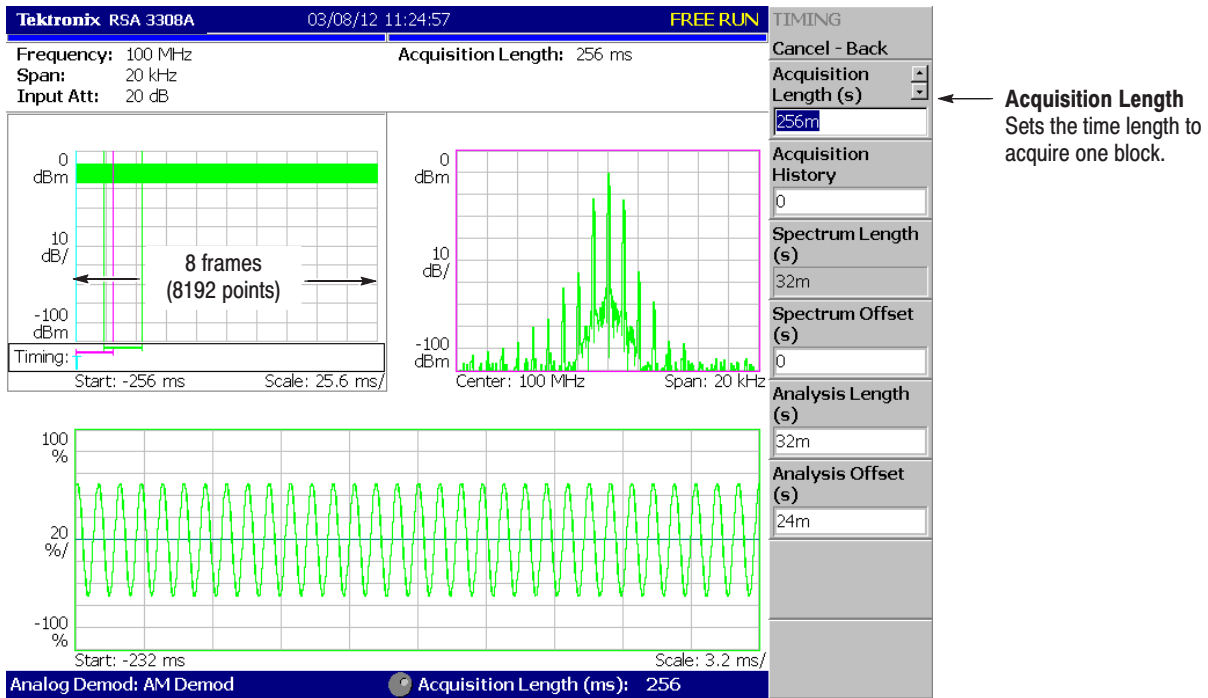 Tektronix RSA 3308A 03/08/12 11:24:57 FREE RUN
Frequency: 100 MHz
Span: 20 kHz
Input Att: 20 dB
Acquisition Length: 256 ms
0
dBm
10
dB/
-100
dBm
8 frames
(8192 points)
Timing:
Start: -256 ms Scale: 25.6 ms/
0
dBm
10
dB/
-100
dBm
Center: 100 MHz Span: 20 kHz
100
%
20
%/
-100
%
Start: -232 ms Scale: 3.2 ms/
Analog Demod: AM Demod Acquisition Length (ms): 256
TIMING
Cancel - Back
Acquisition
Length (s)
256m
Acquisition
History
0
Spectrum Length
(s)
32m
Spectrum Offset
(s)
0
Analysis Length
(s)
32m
Analysis Offset
(s)
24m
Acquisition Length
Sets the time length to
acquire one block.